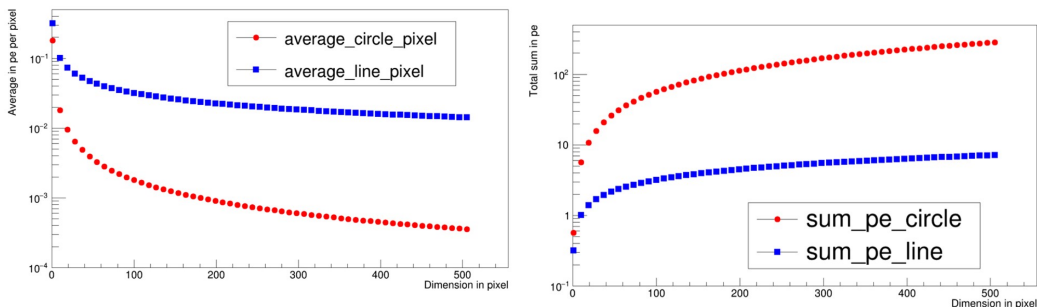 Average in pe per pixel
10⁻¹
10⁻²
10⁻³
10⁻⁴
average_circle_pixel
average_line_pixel
0 100 200 300 400 500
Dimension in pixel
Total sum in pe
10²
10
1
10⁻¹
sum_pe_circle
sum_pe_line
0 100 200 300 400 500
Dimension in pixel